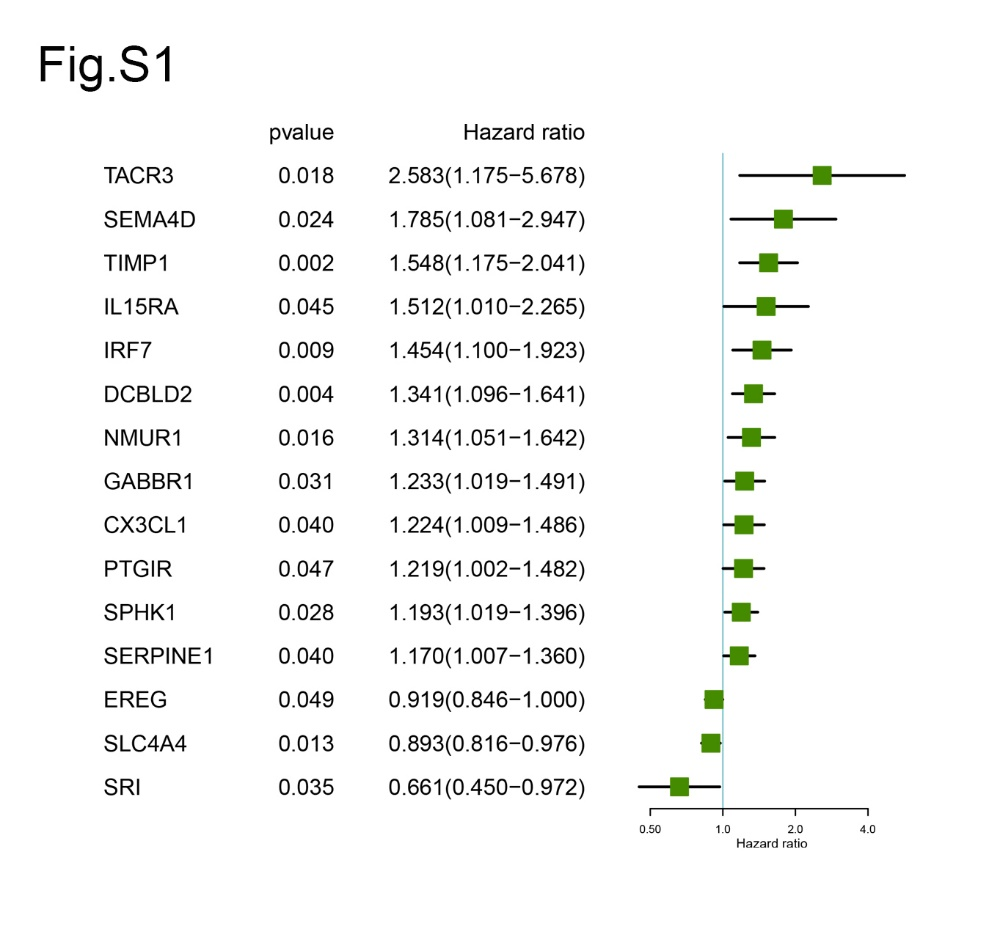 Fig.S1
pvalue Hazard ratio
TACR3 0.018 2.583(1.175−5.678)
SEMA4D 0.024 1.785(1.081−2.947)
TIMP1 0.002 1.548(1.175−2.041)
IL15RA 0.045 1.512(1.010−2.265)
IRF7 0.009 1.454(1.100−1.923)
DCBLD2 0.004 1.341(1.096−1.641)
NMUR1 0.016 1.314(1.051−1.642)
GABBR1 0.031 1.233(1.019−1.491)
CX3CL1 0.040 1.224(1.009−1.486)
PTGIR 0.047 1.219(1.002−1.482)
SPHK1 0.028 1.193(1.019−1.396)
SERPINE1 0.040 1.170(1.007−1.360)
EREG 0.049 0.919(0.846−1.000)
SLC4A4 0.013 0.893(0.816−0.976)
SRI 0.035 0.661(0.450−0.972)
0.50 1.0 2.0 4.0
Hazard ratio